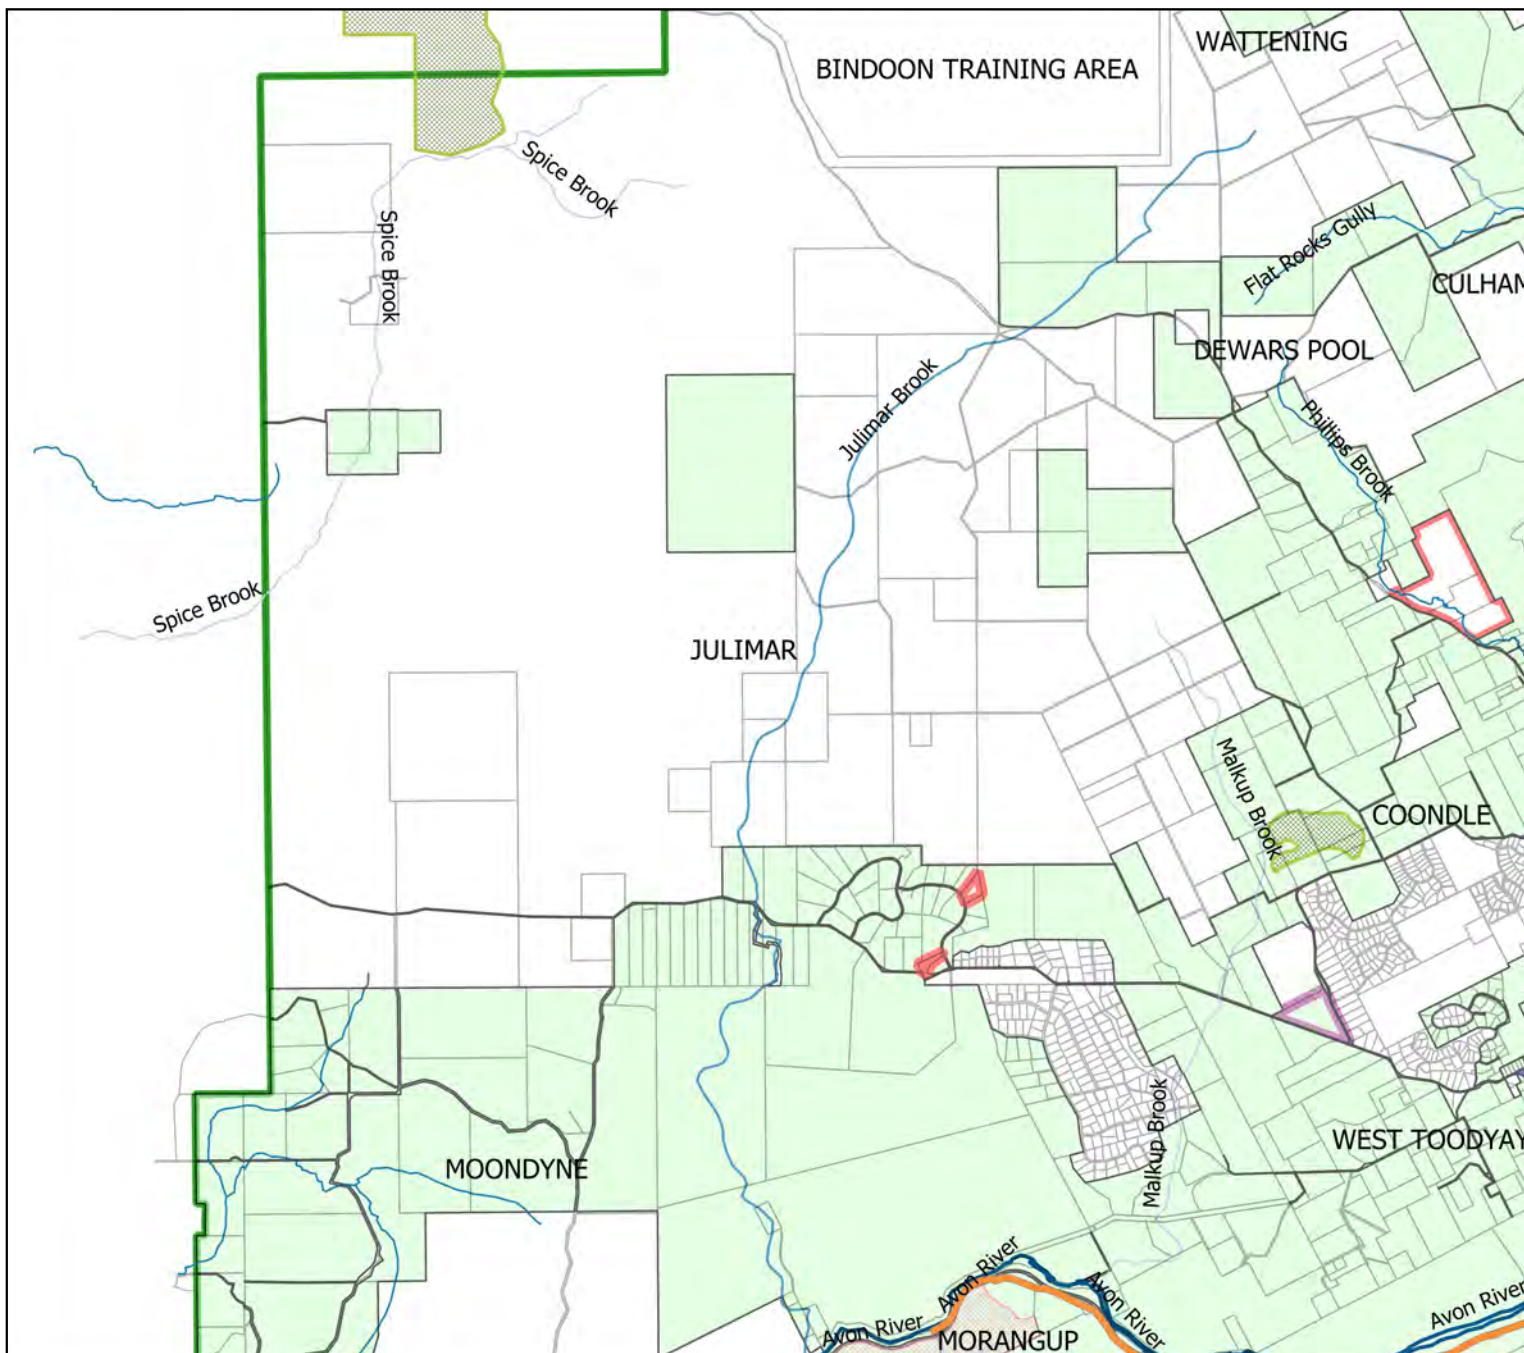 WATTENING
BINDOON TRAINING AREA
Spice Brook
Spice Brook
Flat Rocks Gully
CULHAM
DEWARS POOL
Julimar Brook
Phillips Brook
Spice Brook
JULIMAR
Malkup Brook
COONDLE
Malkup Brook
WEST TOODYAY
MOONDYNE
Avon River
Avon River
Avon River
Avon River
MORANGUP